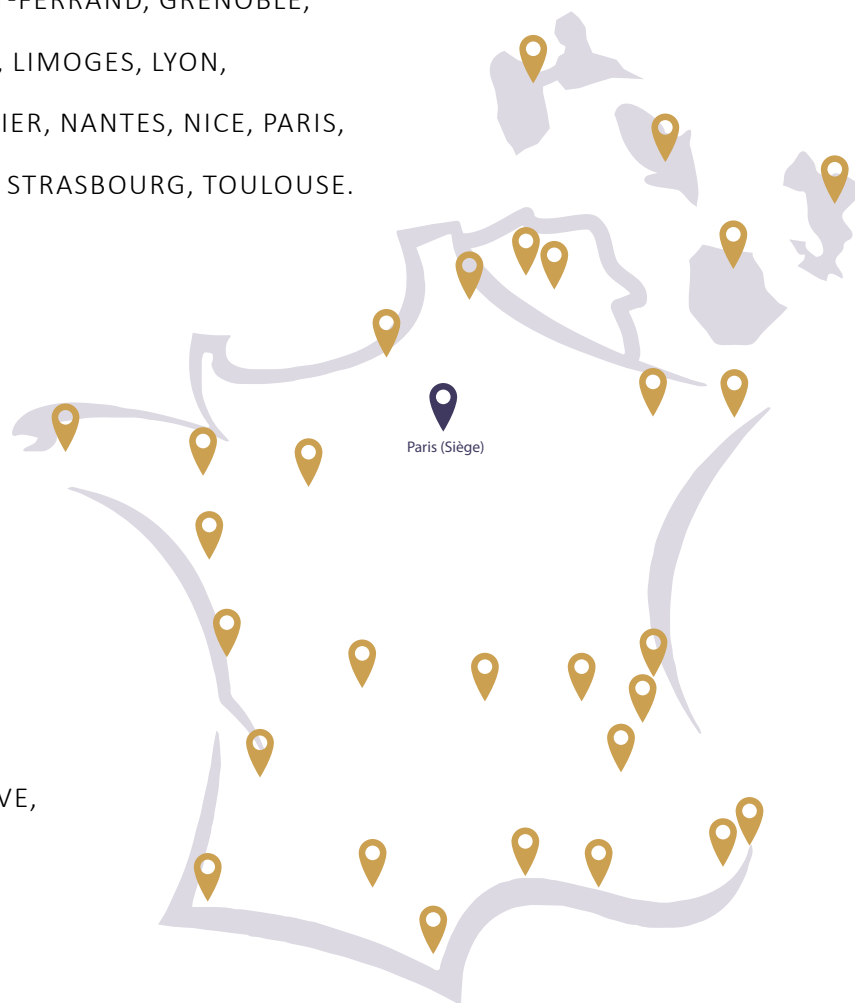 -FERRAND, GRENOBLE,
, LIMOGES, LYON,
IER, NANTES, NICE, PARIS,
STRASBOURG, TOULOUSE.
Paris (Siège)
VE,